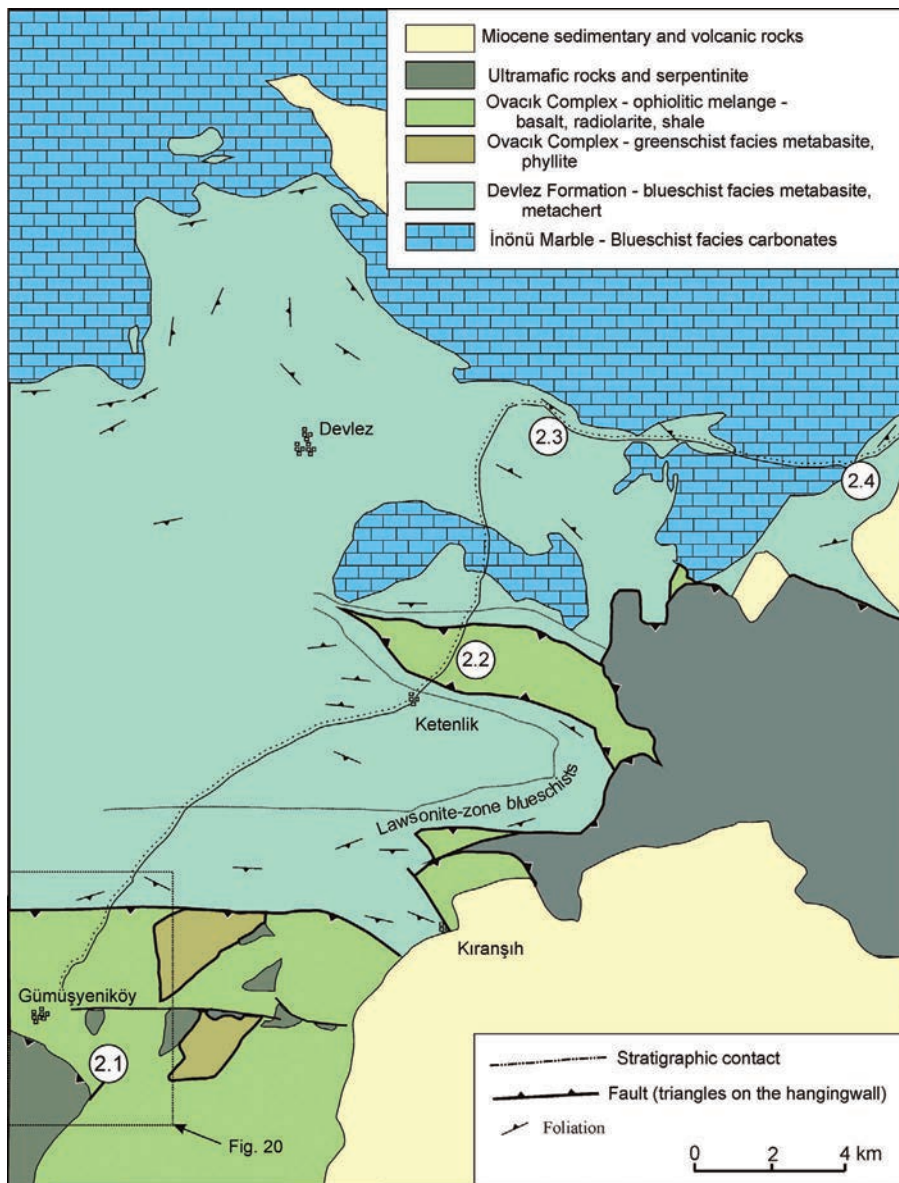 Miocene sedimentary and volcanic rocks
Ultramafic rocks and serpentinite
Ovacık Complex - ophiolitic melange -
basalt, radiolarite, shale
Ovacık Complex - greenschist facies metabasite,
phyllite
Devlez Formation - blueschist facies metabasite,
metachert
İnönü Marble - Blueschist facies carbonates
Devlez
2.3
2.4
2.2
Ketenlik
Lawsonite-zone blueschists
Kıranşıh
Gümüşyeniköy
2.1
Fig. 20
Stratigraphic contact
Fault (triangles on the hangingwall)
Foliation
0 2 4 km